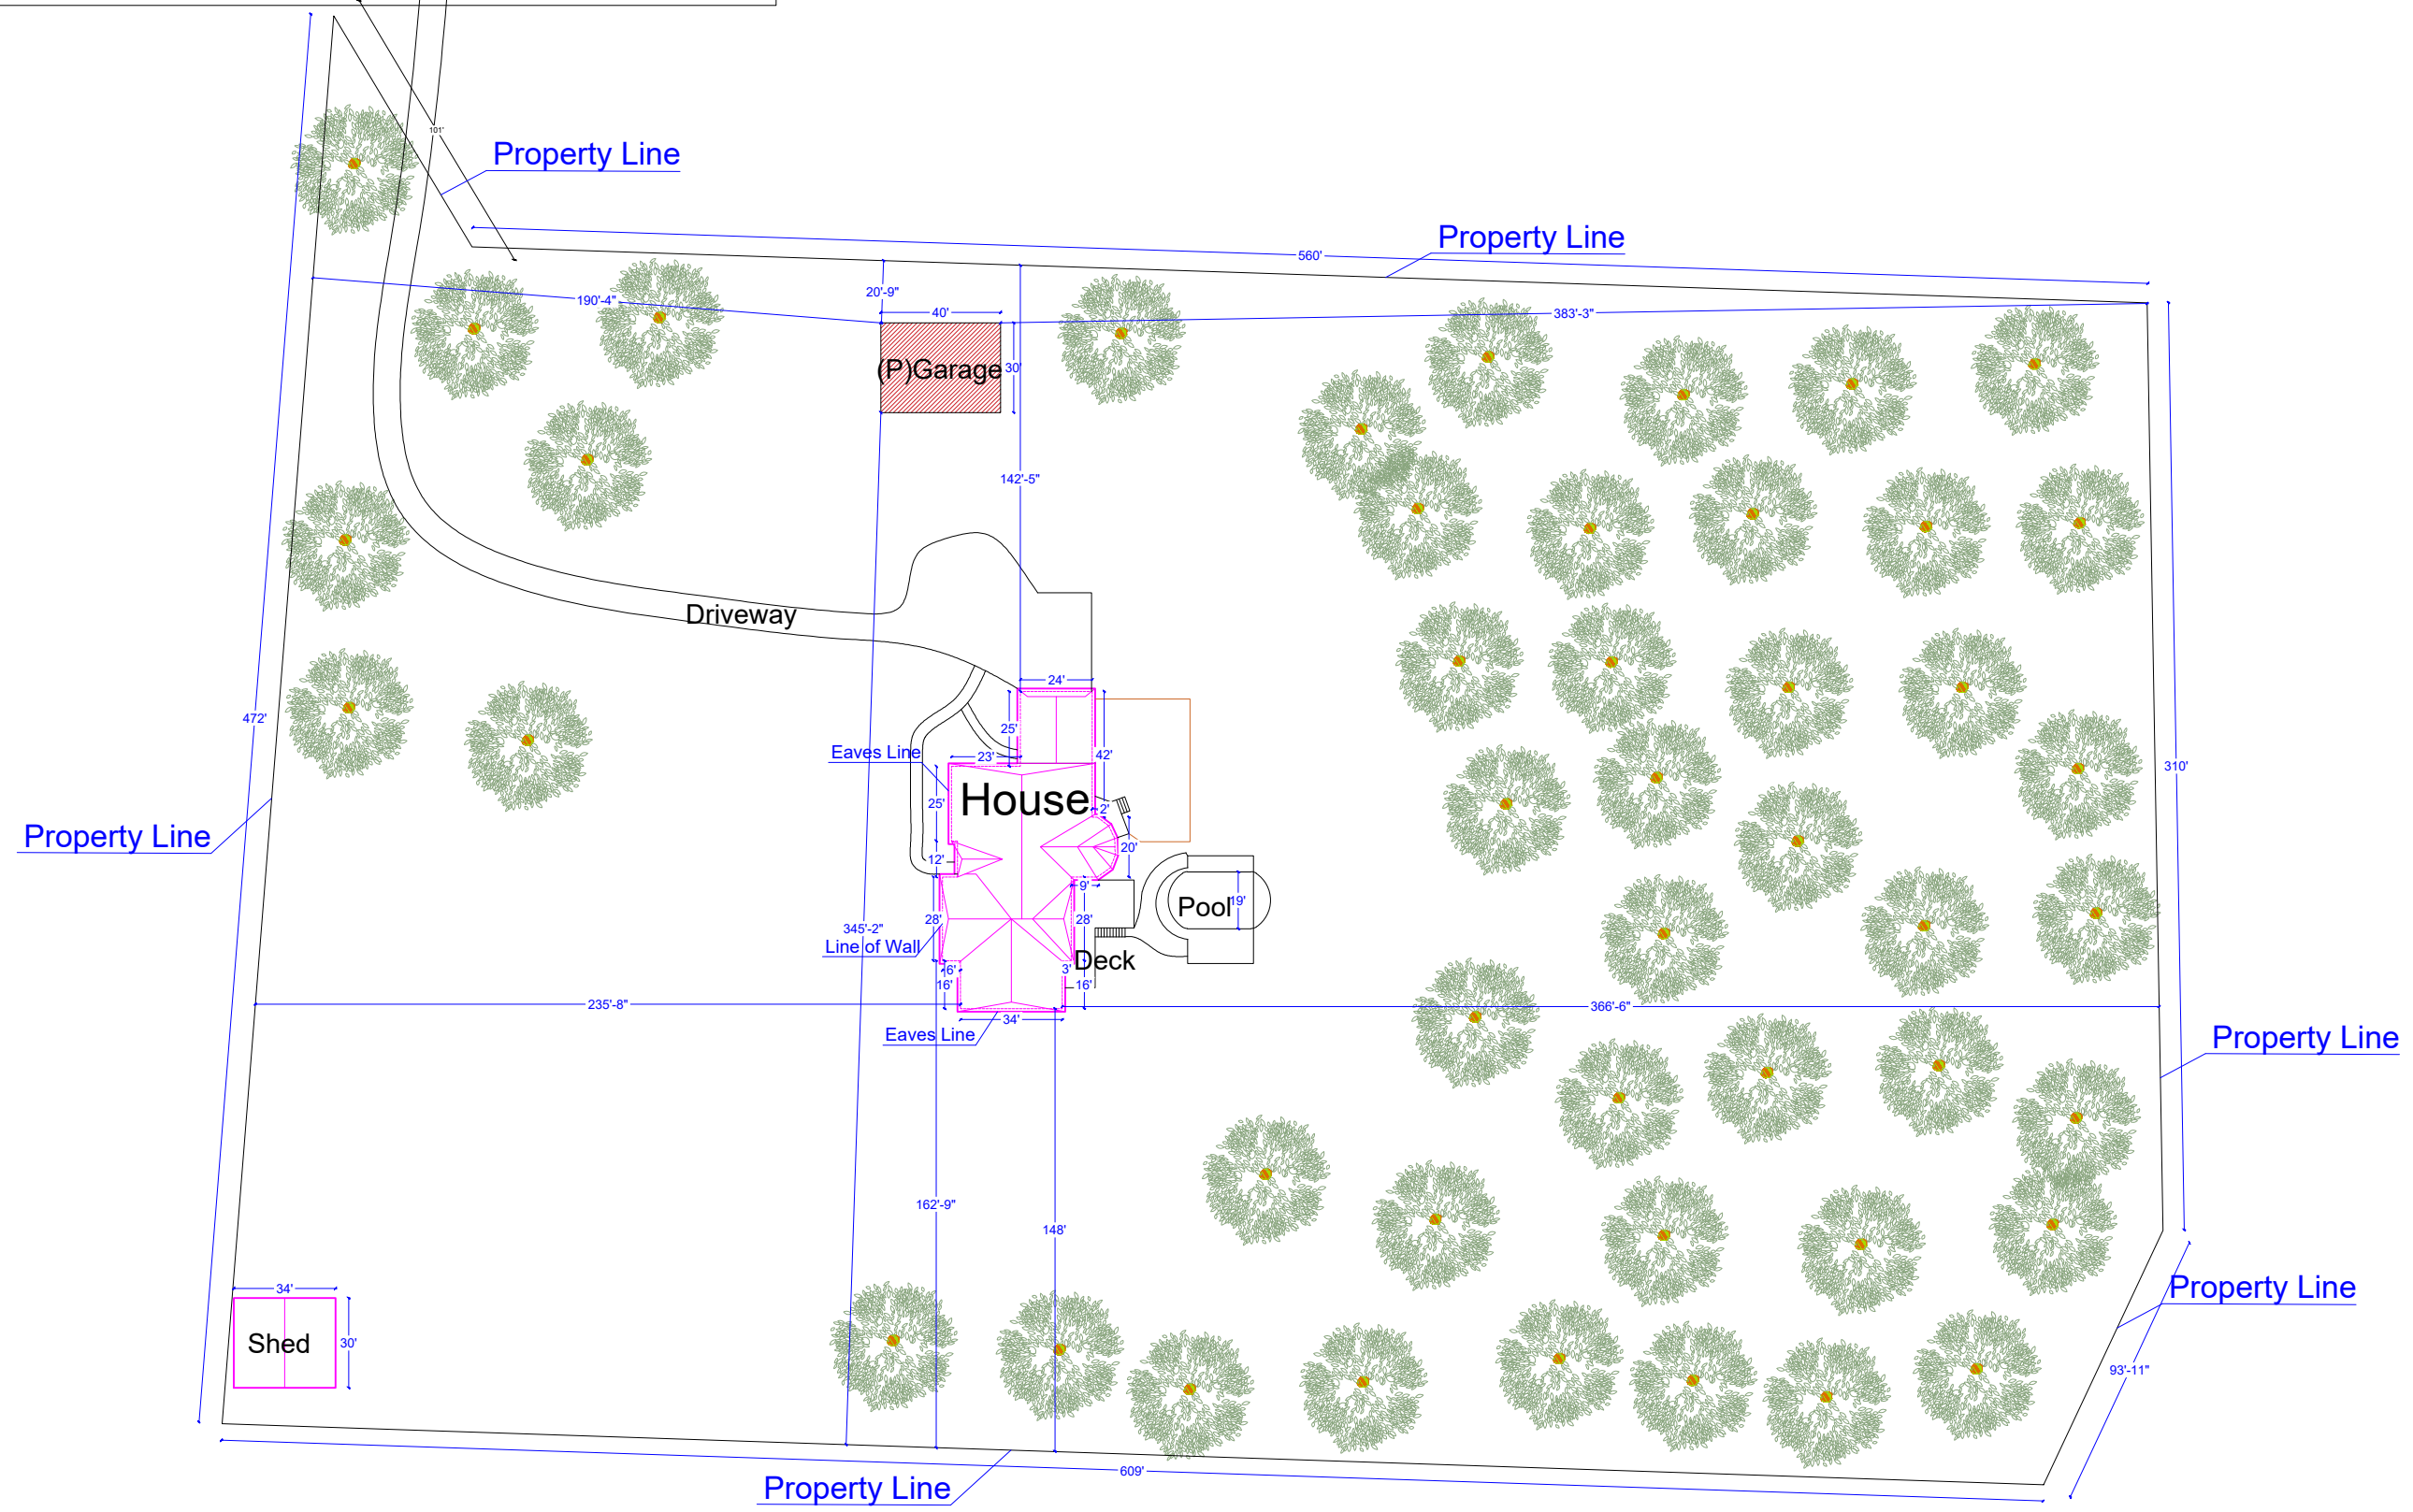 101'
Property Line
Property Line
560'
20'-9"
190'-4"
40'
383'-3"
(P)Garage
30'
142'-5"
Driveway
24'
472'
25'
Eaves Line
23'
42'
310'
House
25'
2'
Property Line
12'
20'
9'
Pool
19'
28'
28'
345'-2"
Line of Wall
Deck
6'
3'
16'
16'
235'-8"
366'-6"
34'
Eaves Line
Property Line
162'-9"
148'
34'
Property Line
Shed
30'
93'-11"
609'
Property Line